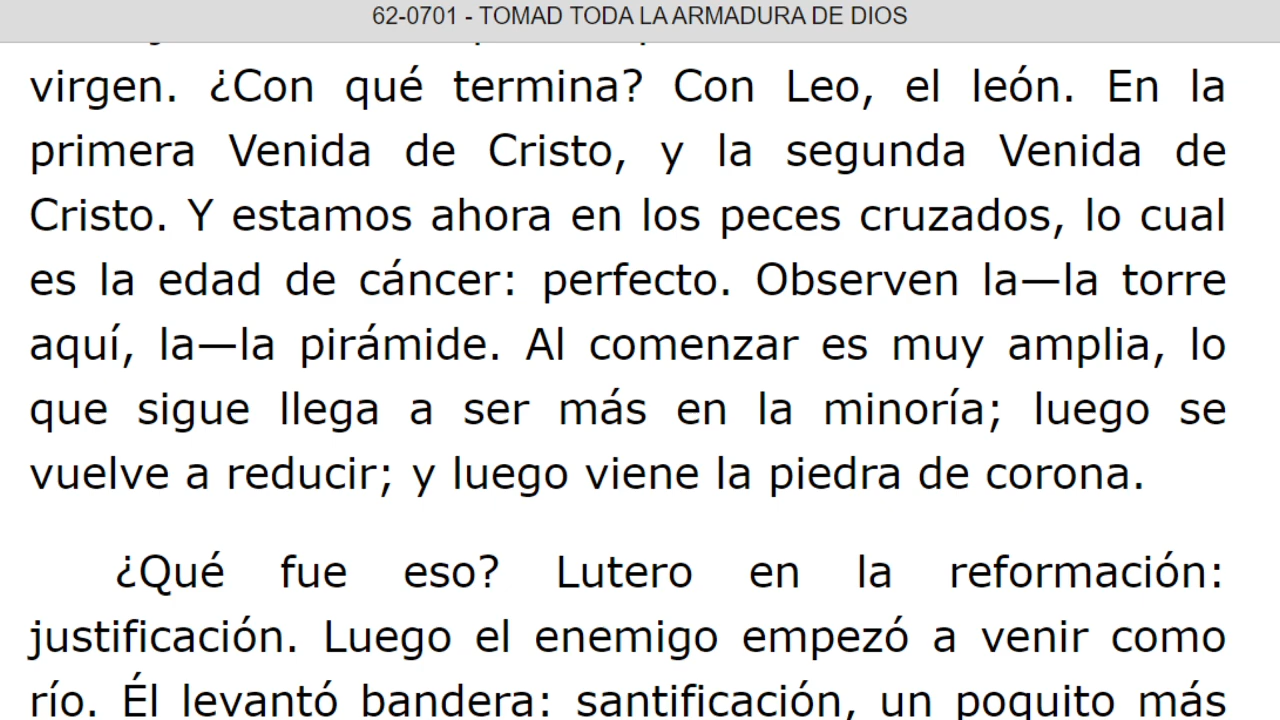 62-0701 - TOMAD TODA LA ARMADURA DE DIOS
virgen. ¿Con qué termina? Con Leo, el león. En la
primera Venida de Cristo, y la segunda Venida de
Cristo. Y estamos ahora en los peces cruzados, lo cual
es la edad de cáncer: perfecto. Observen la—la torre
aquí, la—la pirámide. Al comenzar es muy amplia, lo
que sigue llega a ser más en la minoría; luego se
vuelve a reducir; y luego viene la piedra de corona.
¿Qué fue eso? Lutero en la reformación:
justificación. Luego el enemigo empezó a venir como
río. Él levantó bandera: santificación, un poquito más